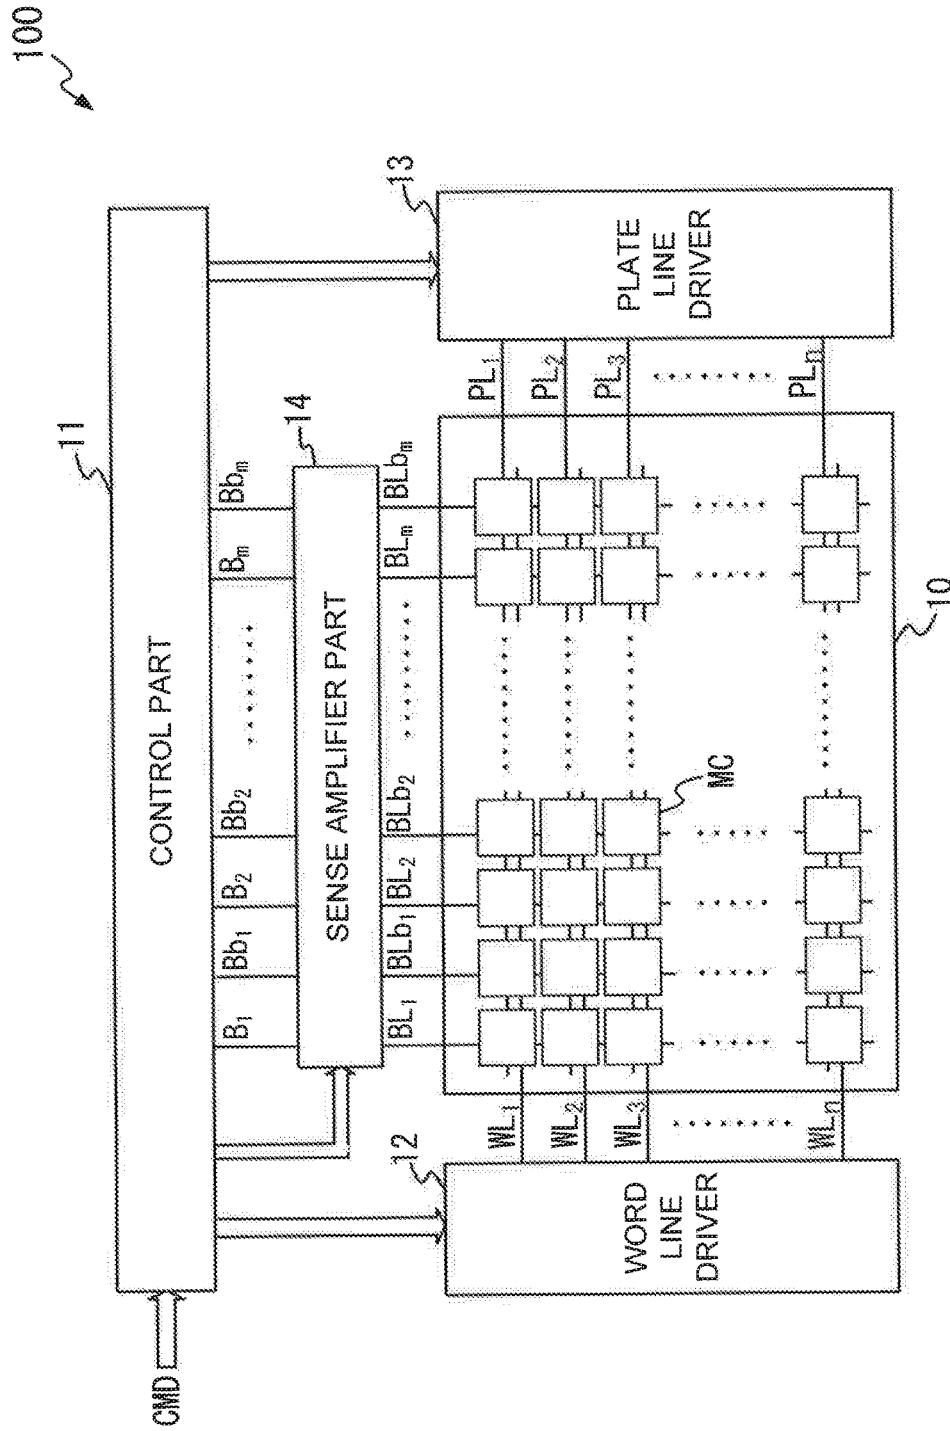 100
11
CONTROL PART
CMD
B₁
Bb₁
B₂
Bb₂
Bₘ
Bbₘ
14
SENSE AMPLIFIER PART
BL₁
BLb₁
BL₂
BLb₂
BLₘ
BLbₘ
12
WORD
LINE
DRIVER
WL₁
WL₂
WL₃
WLₙ
MC
10
PL₁
PL₂
PL₃
PLₙ
13
PLATE
LINE
DRIVER